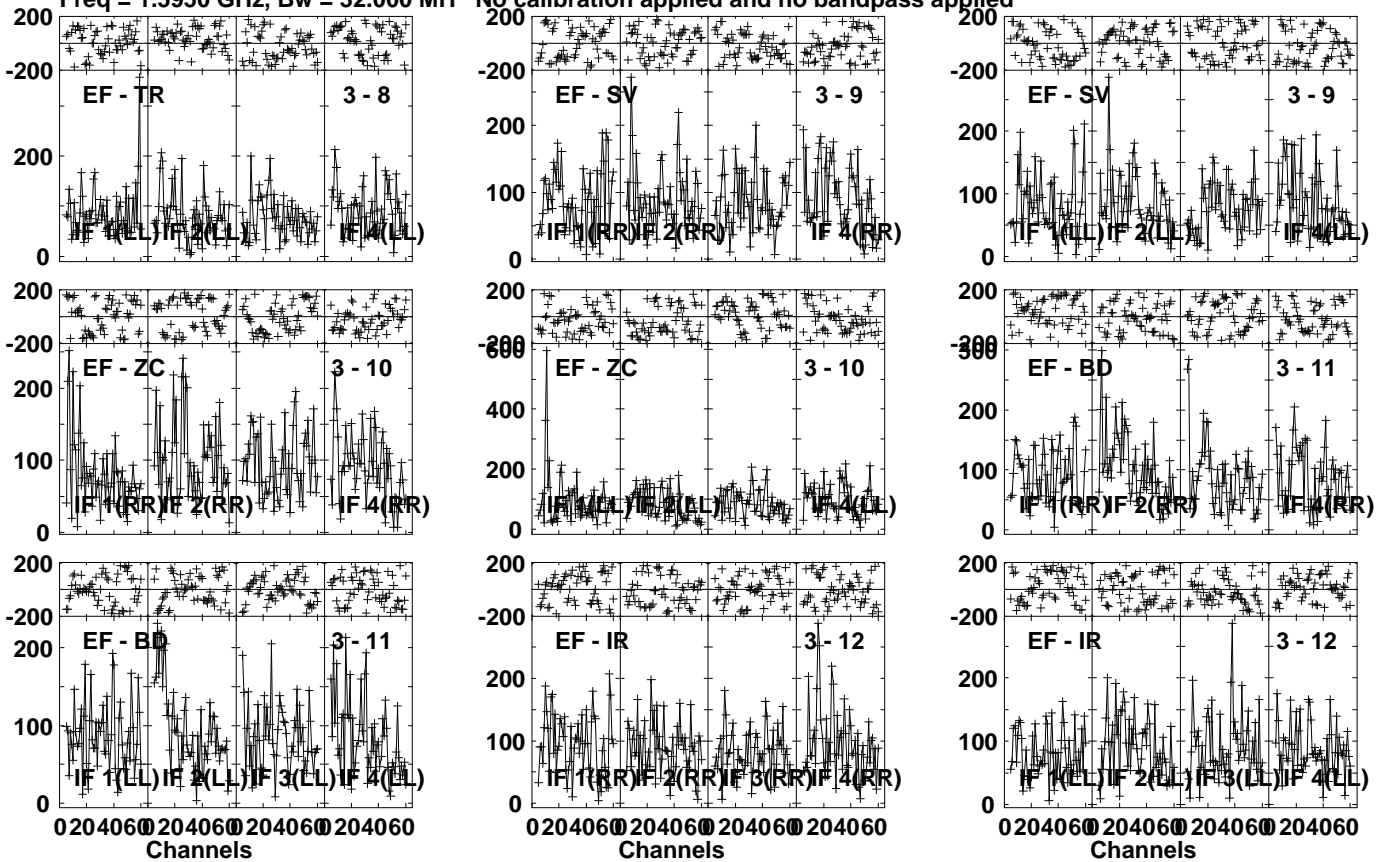 Freq = 1.5950 GHz, Bw = 32.000 MH No calibration applied and no bandpass applied
200
-200
EF - TR 3 - 8
200
0
IF 1(LL) IF 2(LL) IF 4(LL)
EF - SV 3 - 9
200
100
0
IF 1(RR) IF 2(RR) IF 4(RR)
200
-200
EF - SV 3 - 9
200
100
0
IF 1(LL) IF 2(LL) IF 4(LL)
200
-200
EF - ZC 3 - 10
200
100
0
IF 1(RR) IF 2(RR) IF 4(RR)
600
EF - ZC 3 - 10
400
200
0
IF 1(LL) IF 2(LL) IF 4(LL)
200
-200
300
EF - BD 3 - 11
200
100
0
IF 1(RR) IF 2(RR) IF 4(RR)
200
-200
EF - BD 3 - 11
200
100
0
IF 1(LL) IF 2(LL) IF 3(LL) IF 4(LL)
0 20 40 60 0 20 40 60 0 20 40 60 0 20 40 60
Channels
EF - IR 3 - 12
200
100
0
IF 1(RR) IF 2(RR) IF 3(RR) IF 4(RR)
0 20 40 60 0 20 40 60 0 20 40 60 0 20 40 60
Channels
200
-200
EF - IR 3 - 12
200
100
0
IF 1(LL) IF 2(LL) IF 3(LL) IF 4(LL)
0 20 40 60 0 20 40 60 0 20 40 60 0 20 40 60
Channels